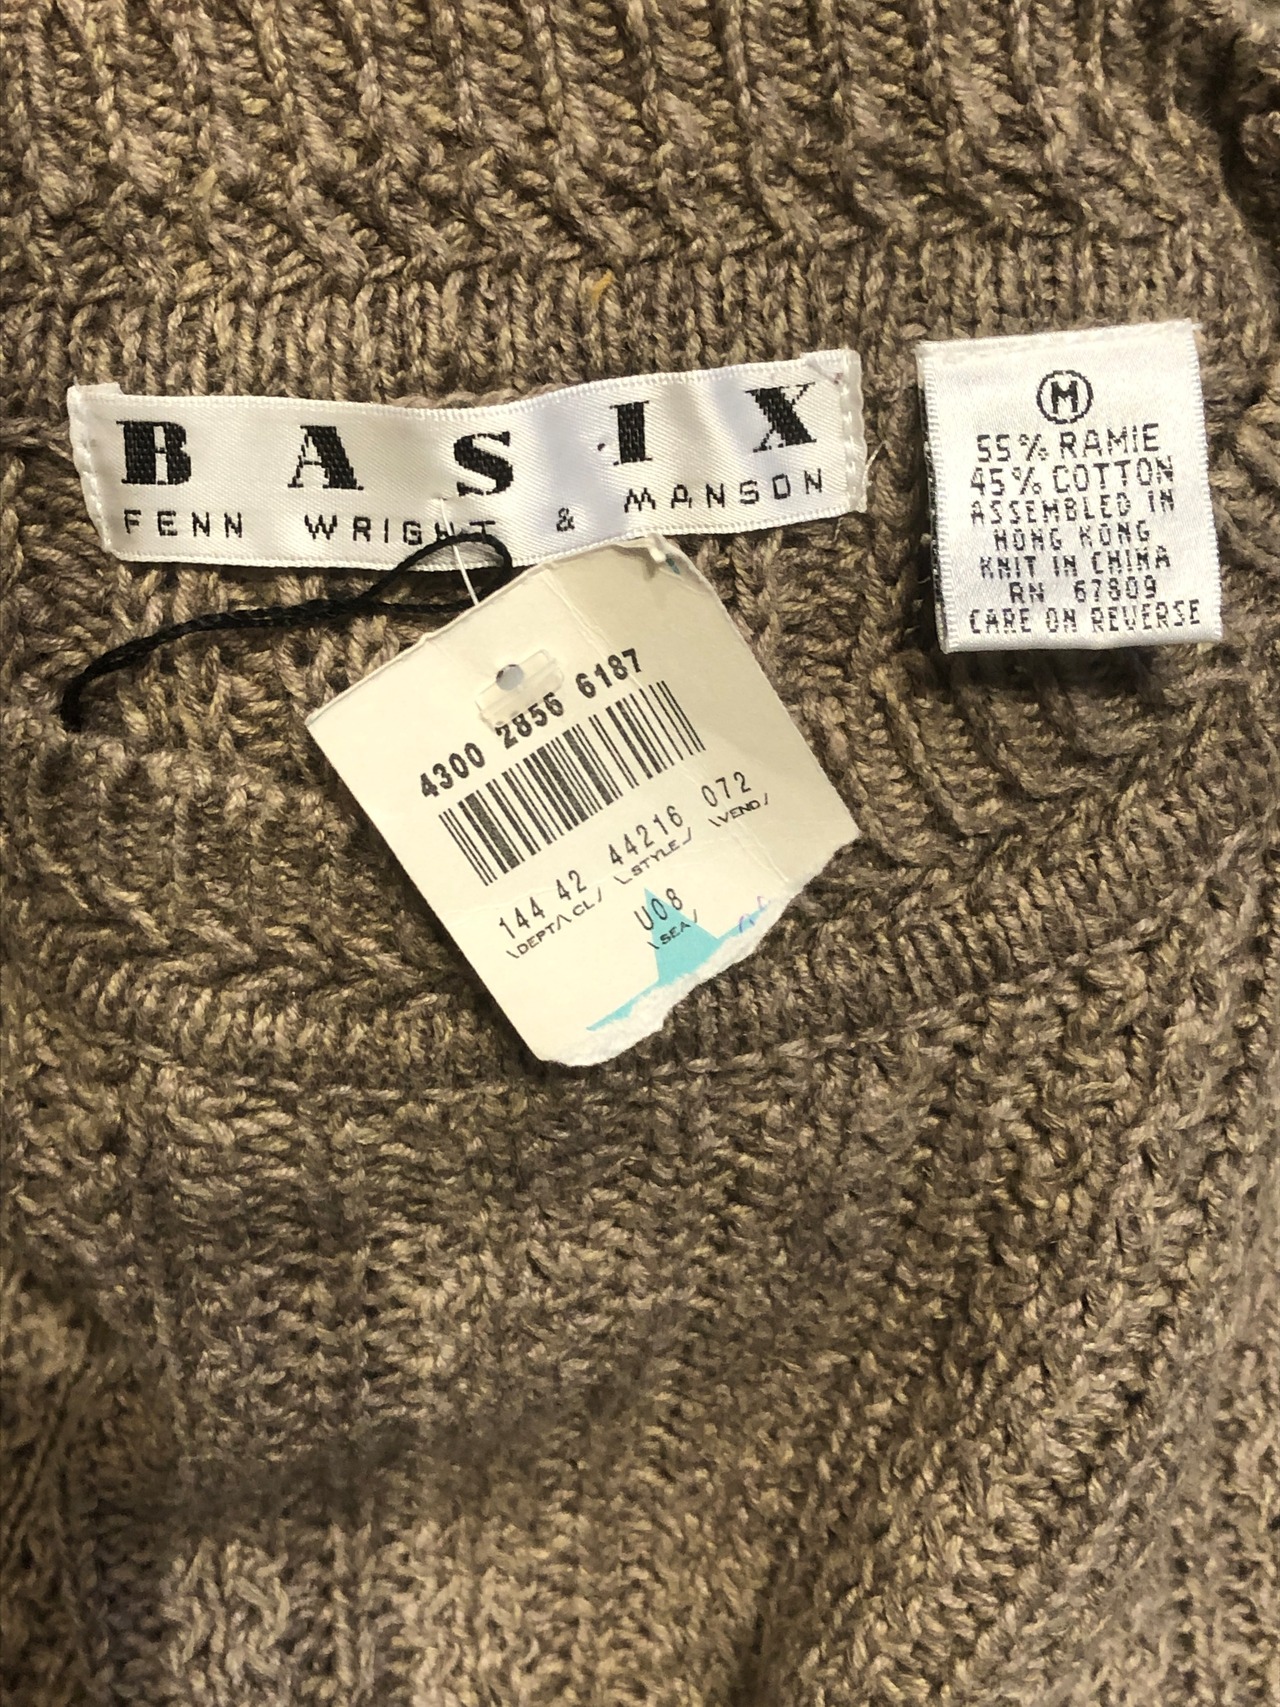 B A S I X
FENN WRIGHT & MANSON
M
55% RAMIE
45% COTTON
ASSEMBLED IN
HONG KONG
KNIT IN CHINA
RN 67809
CARE ON REVERSE
4300 2856 6187
144 42 44216 072
\DEPT/\CL/ \STYLE/ \VEND/
U08
\SEA/